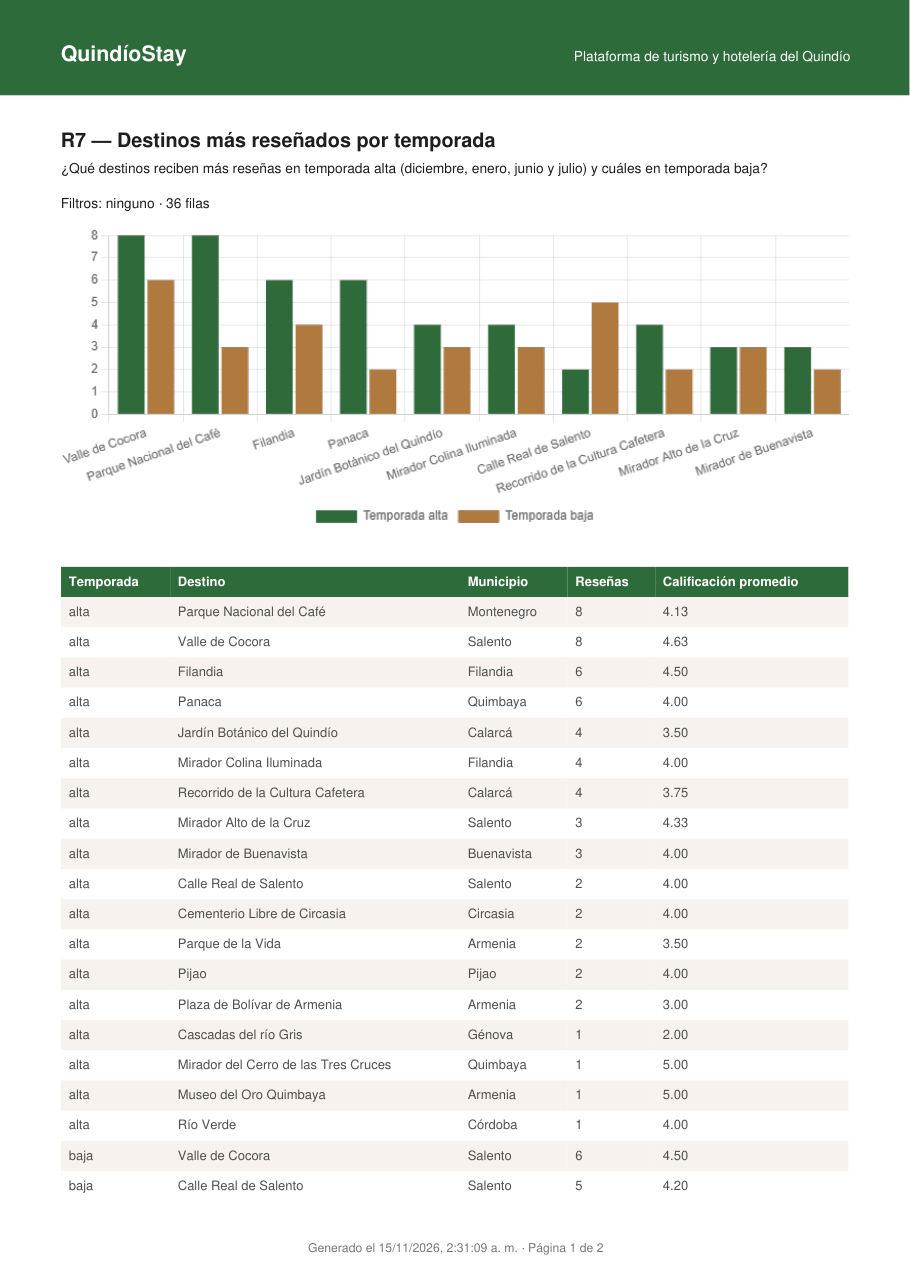 QuindíoStay
Plataforma de turismo y hotelería del Quindío
R7 — Destinos más reseñados por temporada
¿Qué destinos reciben más reseñas en temporada alta (diciembre, enero, junio y julio) y cuáles en temporada baja?
Filtros: ninguno · 36 filas
8
7
6
5
4
3
2
1
0
Valle de Cocora
Parque Nacional del Café
Filandia
Panaca
Jardín Botánico del Quindío
Mirador Colina Iluminada
Calle Real de Salento
Recorrido de la Cultura Cafetera
Mirador Alto de la Cruz
Mirador de Buenavista
Temporada alta Temporada baja
Temporada Destino Municipio Reseñas Calificación promedio
alta Parque Nacional del Café Montenegro 8 4.13
alta Valle de Cocora Salento 8 4.63
alta Filandia Filandia 6 4.50
alta Panaca Quimbaya 6 4.00
alta Jardín Botánico del Quindío Calarcá 4 3.50
alta Mirador Colina Iluminada Filandia 4 4.00
alta Recorrido de la Cultura Cafetera Calarcá 4 3.75
alta Mirador Alto de la Cruz Salento 3 4.33
alta Mirador de Buenavista Buenavista 3 4.00
alta Calle Real de Salento Salento 2 4.00
alta Cementerio Libre de Circasia Circasia 2 4.00
alta Parque de la Vida Armenia 2 3.50
alta Pijao Pijao 2 4.00
alta Plaza de Bolívar de Armenia Armenia 2 3.00
alta Cascadas del río Gris Génova 1 2.00
alta Mirador del Cerro de las Tres Cruces Quimbaya 1 5.00
alta Museo del Oro Quimbaya Armenia 1 5.00
alta Río Verde Córdoba 1 4.00
baja Valle de Cocora Salento 6 4.50
baja Calle Real de Salento Salento 5 4.20
Generado el 15/11/2026, 2:31:09 a. m. · Página 1 de 2